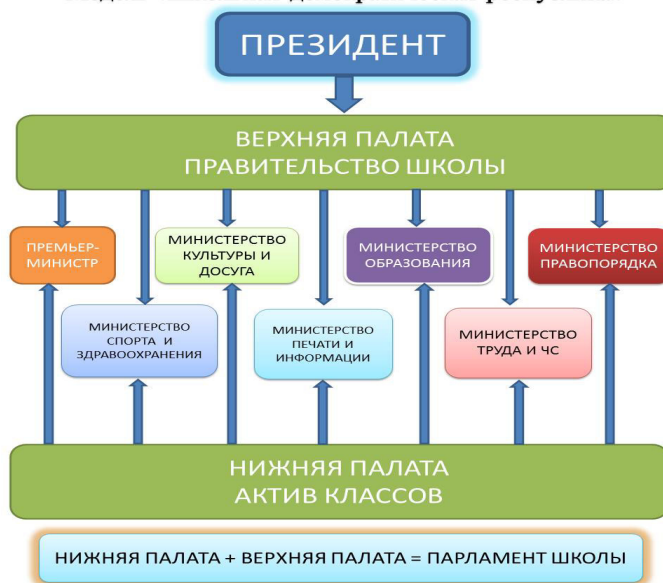 ПРЕЗИДЕНТ
ВЕРХНЯЯ ПАЛАТА
ПРАВИТЕЛЬСТВО ШКОЛЫ
ПРЕМЬЕР-
МИНИСТР
МИНИСТЕРСТВО
КУЛЬТУРЫ И
ДОСУГА
МИНИСТЕРСТВО
ОБРАЗОВАНИЯ
МИНИСТЕРСТВО
ПРАВОПОРЯДКА
МИНИСТЕРСТВО
СПОРТА И
ЗДРАВООХРАНЕНИЯ
МИНИСТЕРСТВО
ПЕЧАТИ И
ИНФОРМАЦИИ
МИНИСТЕРСТВО
ТРУДА И ЧС
НИЖНЯЯ ПАЛАТА
АКТИВ КЛАССОВ
НИЖНЯЯ ПАЛАТА + ВЕРХНЯЯ ПАЛАТА = ПАРЛАМЕНТ ШКОЛЫ